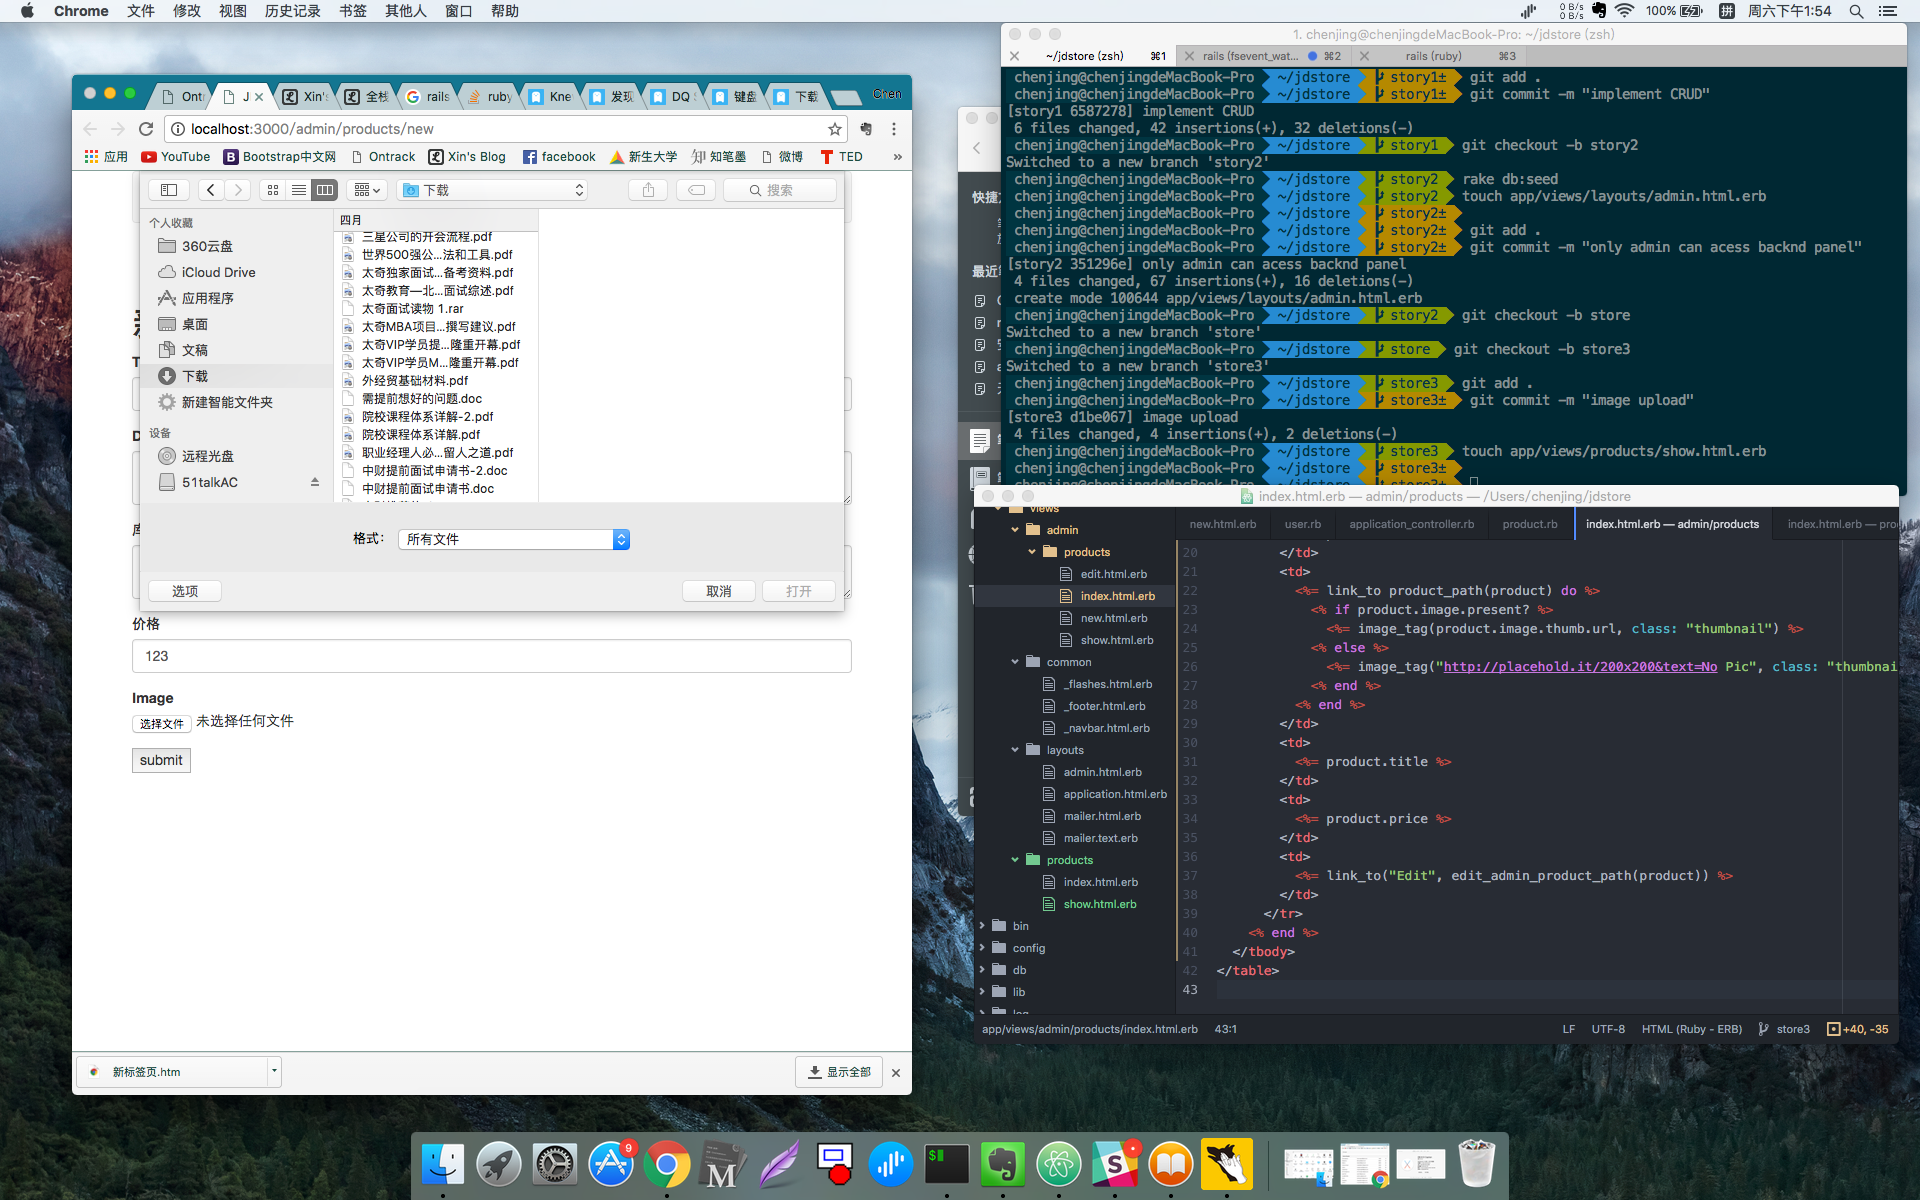 Chrome 文件 修改 视图 历史记录 书签 其他人 窗口 帮助
0 B/s
0 B/s
100%
拼
周六下午1:54
1. chenjing@chenjingdeMacBook-Pro: ~/jdstore (zsh)
~/jdstore (zsh) ⌘1
rails (fsevent_wat... ⌘2
rails (ruby) ⌘3
chenjing@chenjingdeMacBook-Pro ~/jdstore story1± git add .
chenjing@chenjingdeMacBook-Pro ~/jdstore story1± git commit -m "implement CRUD"
[story1 6587278] implement CRUD
6 files changed, 42 insertions(+), 32 deletions(-)
chenjing@chenjingdeMacBook-Pro ~/jdstore story1 git checkout -b story2
Switched to a new branch 'story2'
chenjing@chenjingdeMacBook-Pro ~/jdstore story2 rake db:seed
chenjing@chenjingdeMacBook-Pro ~/jdstore story2 touch app/views/layouts/admin.html.erb
chenjing@chenjingdeMacBook-Pro ~/jdstore story2±
chenjing@chenjingdeMacBook-Pro ~/jdstore story2± git add .
chenjing@chenjingdeMacBook-Pro ~/jdstore story2± git commit -m "only admin can acess backnd panel"
[story2 351296e] only admin can acess backnd panel
4 files changed, 67 insertions(+), 16 deletions(-)
create mode 100644 app/views/layouts/admin.html.erb
chenjing@chenjingdeMacBook-Pro ~/jdstore story2 git checkout -b store
Switched to a new branch 'store'
chenjing@chenjingdeMacBook-Pro ~/jdstore store git checkout -b store3
Switched to a new branch 'store3'
chenjing@chenjingdeMacBook-Pro ~/jdstore store3 git add .
chenjing@chenjingdeMacBook-Pro ~/jdstore store3± git commit -m "image upload"
[store3 d1be067] image upload
4 files changed, 4 insertions(+), 2 deletions(-)
chenjing@chenjingdeMacBook-Pro ~/jdstore store3 touch app/views/products/show.html.erb
chenjing@chenjingdeMacBook-Pro ~/jdstore store3±
Ont J Xin's 全栈 rails ruby Kne 发现 DQ 键盘 下载 Chen
localhost:3000/admin/products/new
应用 YouTube Bootstrap中文网 Ontrack Xin's Blog facebook 新生大学 知笔墨 微博 TED »
下载
搜索
个人收藏
360云盘
iCloud Drive
应用程序
桌面
文稿
下载
新建智能文件夹
设备
远程光盘
51talkAC
四月
三星公司的开会流程.pdf
世界500强公...法和工具.pdf
太奇独家面试...备考资料.pdf
太奇教育—北...面试综述.pdf
太奇面试读物 1.rar
太奇MBA项目...撰写建议.pdf
太奇VIP学员提...隆重开幕.pdf
太奇VIP学员M...隆重开幕.pdf
外经贸基础材料.pdf
需提前想好的问题.doc
院校课程体系详解-2.pdf
院校课程体系详解.pdf
职业经理人必...留人之道.pdf
中财提前面试申请书-2.doc
中财提前面试申请书.doc
格式： 所有文件
选项 取消 打开
价格
123
Image
选择文件 未选择任何文件
submit
新标签页.htm
显示全部
index.html.erb — admin/products — /Users/chenjing/jdstore
views
admin
products
edit.html.erb
index.html.erb
new.html.erb
show.html.erb
common
_flashes.html.erb
_footer.html.erb
_navbar.html.erb
layouts
admin.html.erb
application.html.erb
mailer.html.erb
mailer.text.erb
products
index.html.erb
show.html.erb
bin
config
db
lib
new.html.erb user.rb application_controller.rb product.rb index.html.erb — admin/products index.html.erb — pro
20 </td>
21 <td>
22 <%= link_to product_path(product) do %>
23 <% if product.image.present? %>
24 <%= image_tag(product.image.thumb.url, class: "thumbnail") %>
25 <% else %>
26 <%= image_tag("http://placehold.it/200x200&text=No Pic", class: "thumbnai
27 <% end %>
28 <% end %>
29 </td>
30 <td>
31 <%= product.title %>
32 </td>
33 <td>
34 <%= product.price %>
35 </td>
36 <td>
37 <%= link_to("Edit", edit_admin_product_path(product)) %>
38 </td>
39 </tr>
40 <% end %>
41 </tbody>
42 </table>
43
app/views/admin/products/index.html.erb 43:1 LF UTF-8 HTML (Ruby - ERB) store3 +40, -35
9